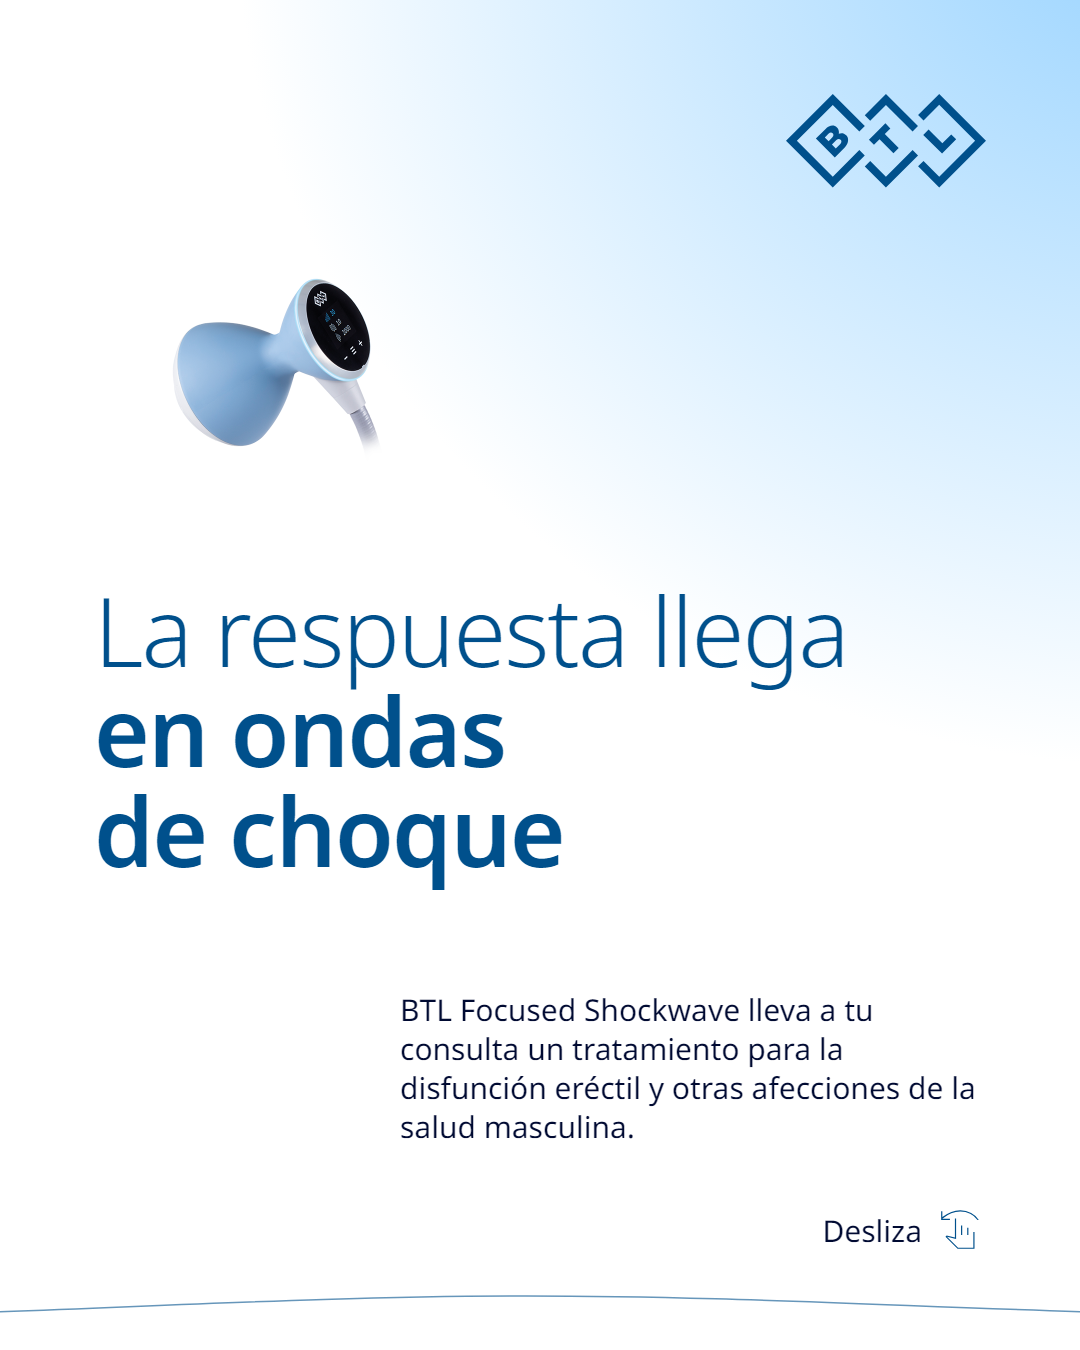 BTL
La respuesta llega
en ondas
de choque
BTL Focused Shockwave lleva a tu
consulta un tratamiento para la
disfunción eréctil y otras afecciones de la
salud masculina.
Desliza